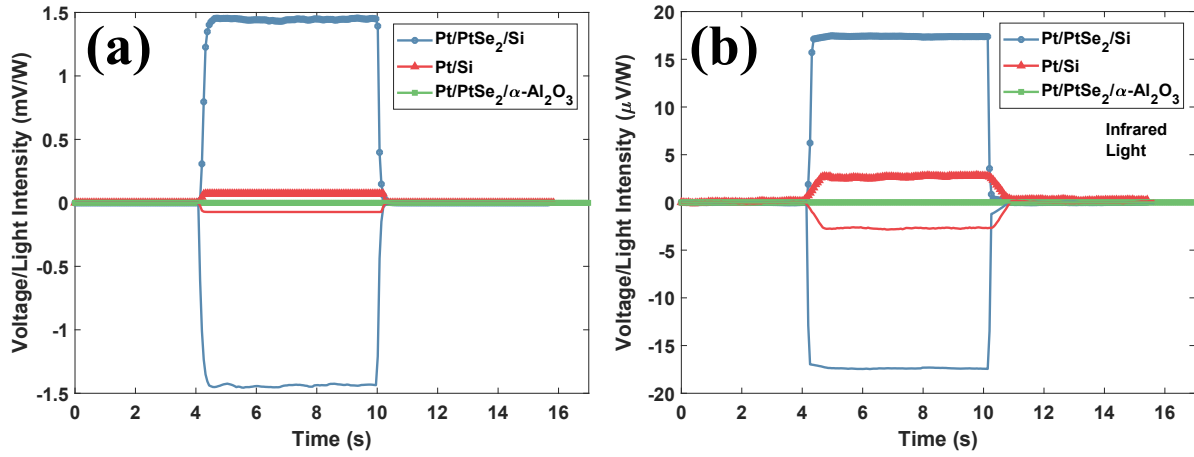 (a)
Voltage/Light Intensity (mV/W)
1.5
1
0.5
0
-0.5
-1
-1.5
Pt/PtSe₂/Si
Pt/Si
Pt/PtSe₂/α-Al₂O₃
0 2 4 6 8 10 12 14 16
Time (s)
(b)
Voltage/Light Intensity (μV/W)
20
15
10
5
0
-5
-10
-15
-20
Pt/PtSe₂/Si
Pt/Si
Pt/PtSe₂/α-Al₂O₃
Infrared
Light
0 2 4 6 8 10 12 14 16
Time (s)